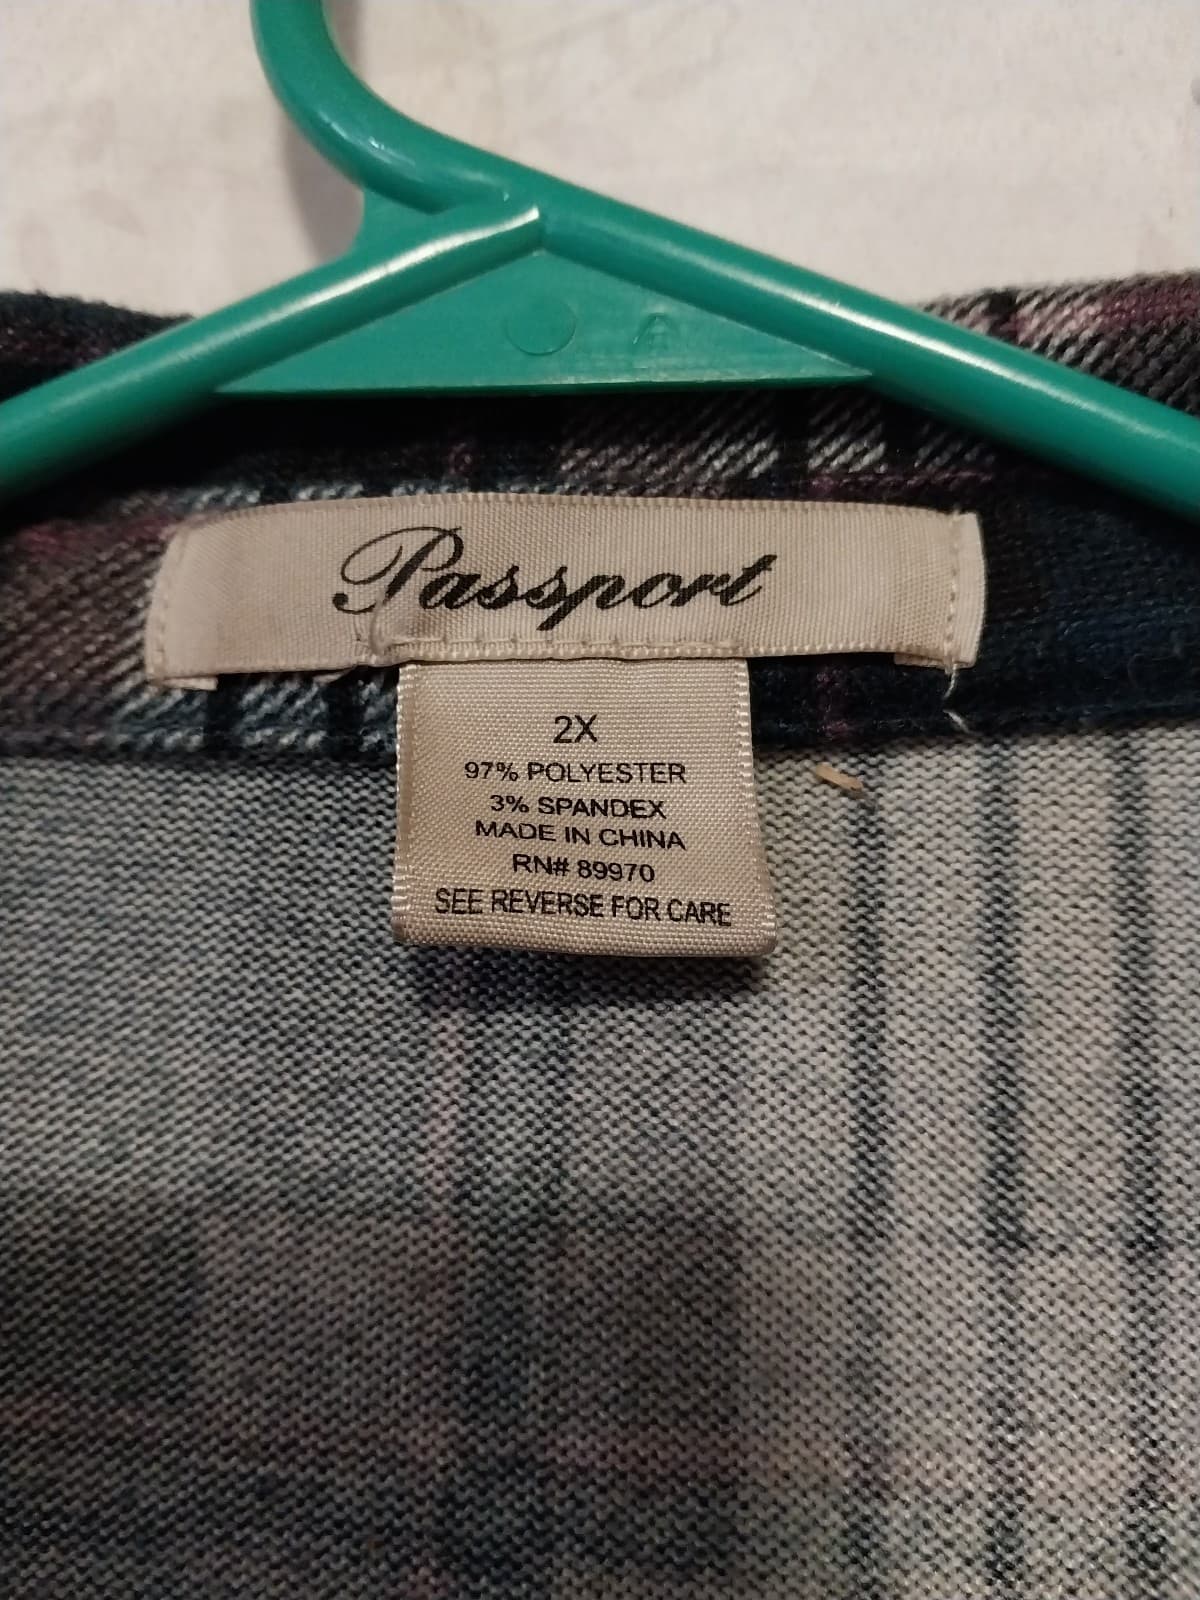 Passport
2X
97% POLYESTER
3% SPANDEX
MADE IN CHINA
RN# 89970
SEE REVERSE FOR CARE